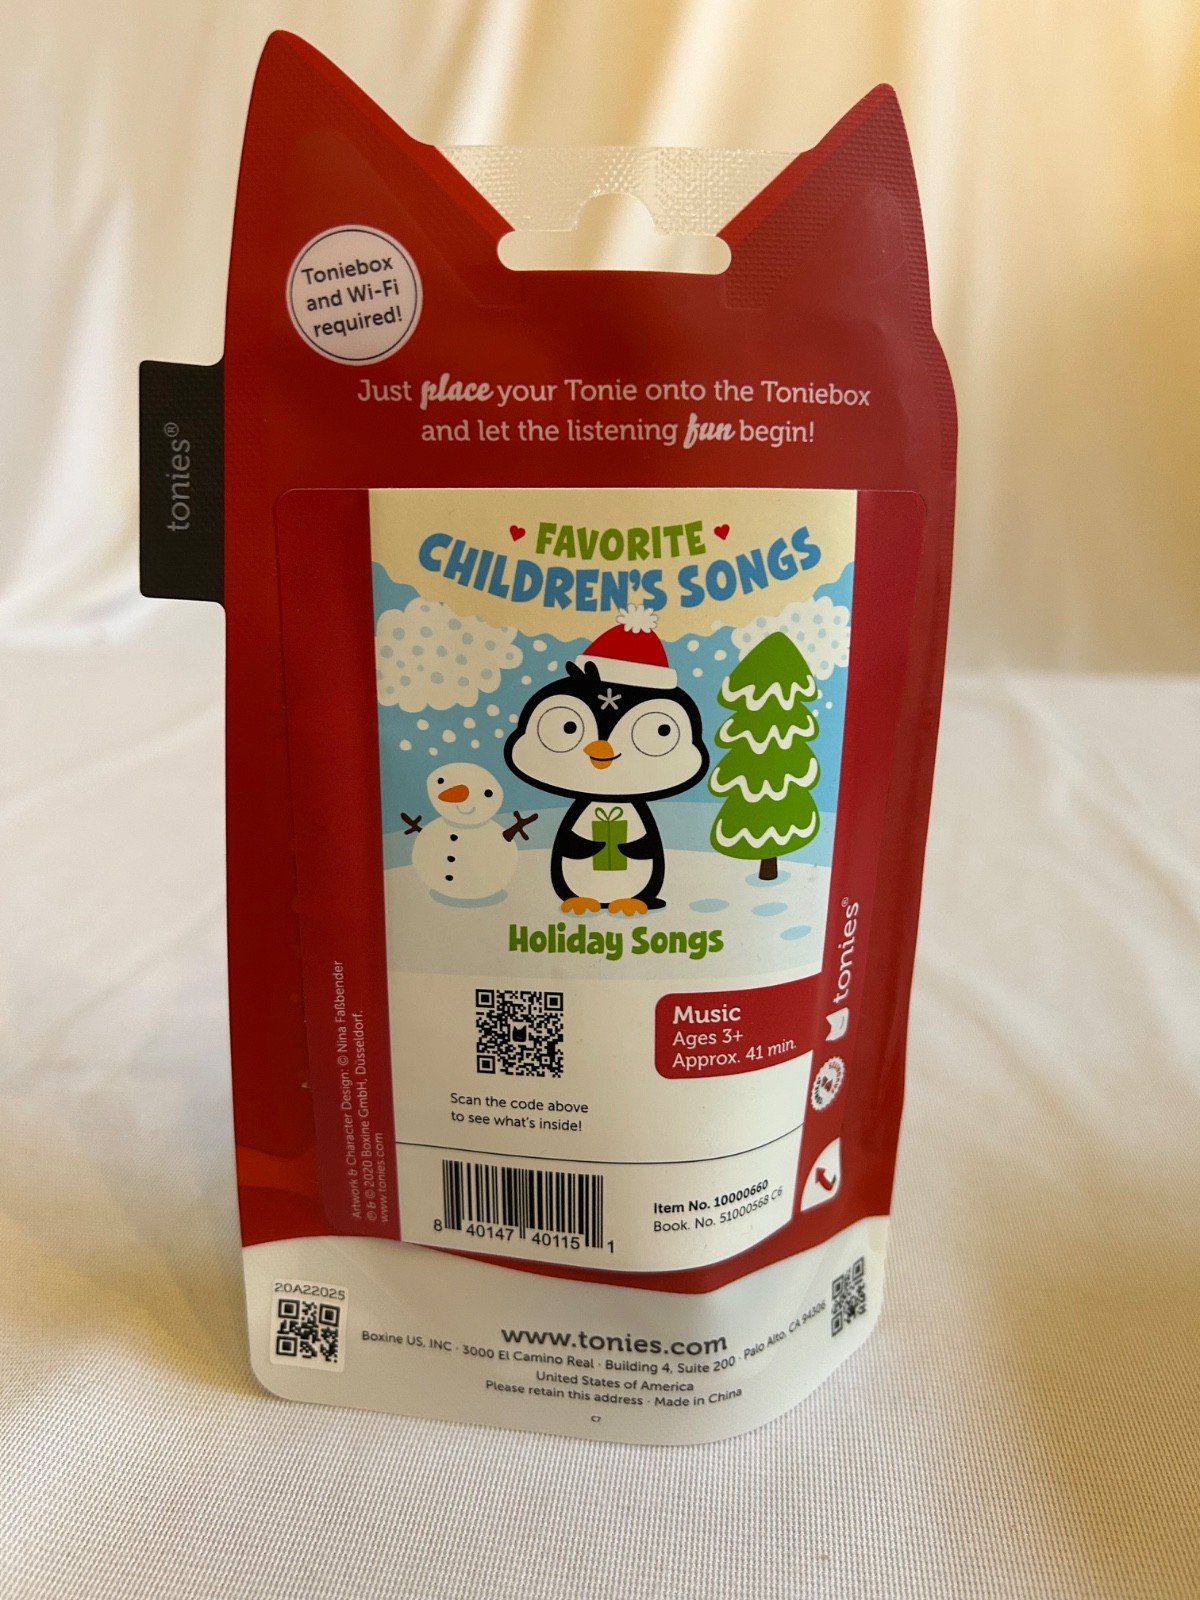 Toniebox
and Wi-Fi
required!
Just place your Tonie onto the Toniebox
and let the listening fun begin!
tonies®
FAVORITE
CHILDREN'S SONGS
Holiday Songs
Music
Ages 3+
Approx. 41 min.
Scan the code above
to see what's inside!
tonies®
Artwork & Character Design: © Nina Faßbender
℗ & © 2020 Boxine GmbH, Düsseldorf,
www.tonies.com
8 40147 40115 1
Item No. 10000660
Book. No. 51000568 C6
20A22025
www.tonies.com
Boxine US, INC · 3000 El Camino Real · Building 4, Suite 200 · Palo Alto, CA 94306
United States of America
Please retain this address · Made in China
C7